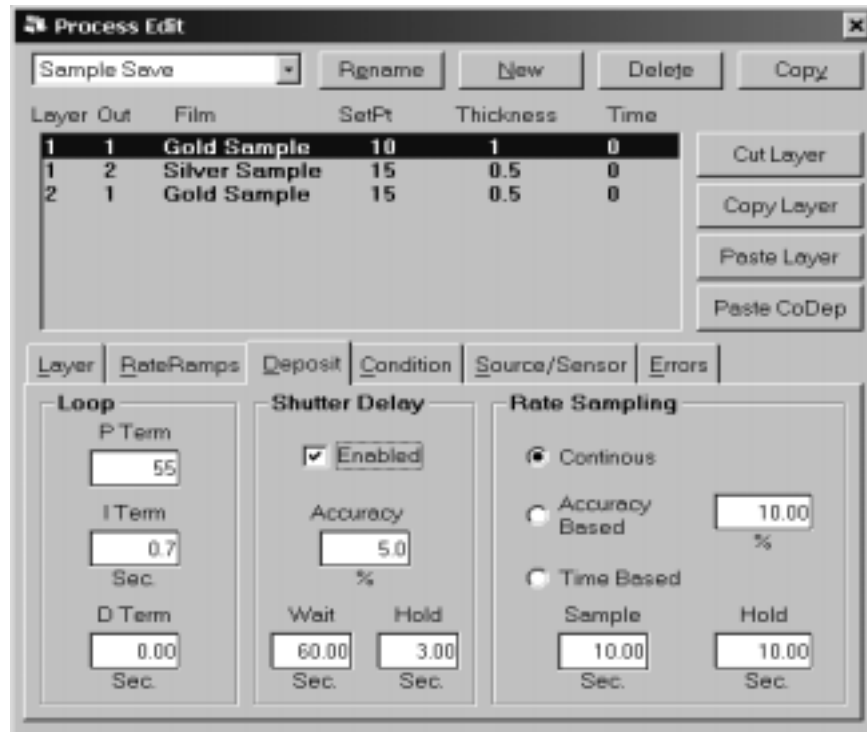 Process Edit
Sample Save Rename New Delete Copy
Layer Out Film SetPt Thickness Time
1 1 Gold Sample 10 1 0
1 2 Silver Sample 15 0.5 0
2 1 Gold Sample 15 0.5 0
Cut Layer
Copy Layer
Paste Layer
Paste CoDep
Layer RateRamps Deposit Condition Source/Sensor Errors
Loop
P Term
55
I Term
0.7
Sec.
D Term
0.00
Sec.
Shutter Delay
Enabled
Accuracy
5.0
%
Wait Hold
60.00 3.00
Sec. Sec.
Rate Sampling
Continous
Accuracy
Based
10.00
%
Time Based
Sample Hold
10.00 10.00
Sec. Sec.